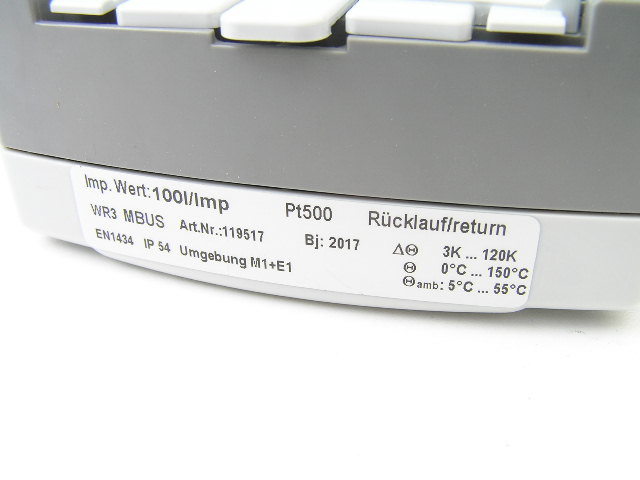 Imp. Wert:100l/Imp Pt500 Rücklauf/return
WR3 MBUS Art.Nr.:119517 Bj: 2017 ΔΘ 3K ... 120K
EN1434 IP 54 Umgebung M1+E1 Θ 0°C ... 150°C
Θamb: 5°C ... 55°C